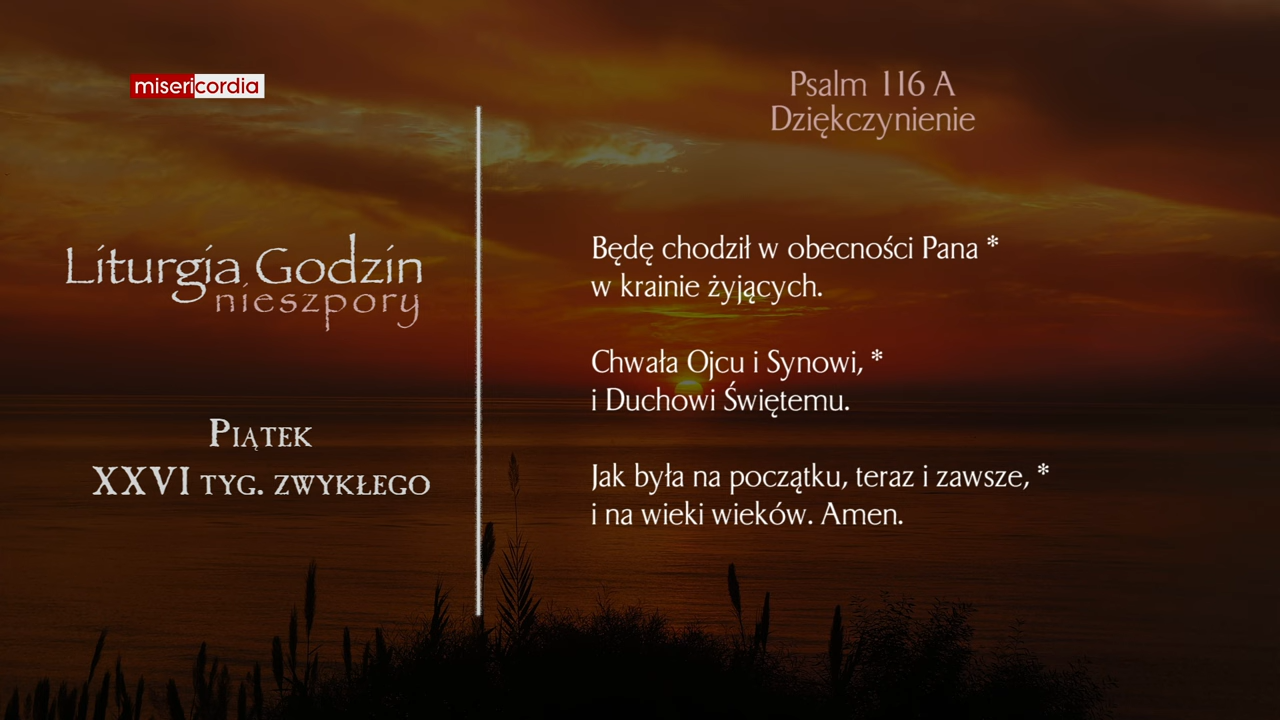 misericordia
Liturgia Godzin
nieszpory
Piątek
XXVI tyg. zwykłego
Psalm 116 A
Dziękczynienie
Będę chodził w obecności Pana *
w krainie żyjących.
Chwała Ojcu i Synowi, *
i Duchowi Świętemu.
Jak była na początku, teraz i zawsze, *
i na wieki wieków. Amen.